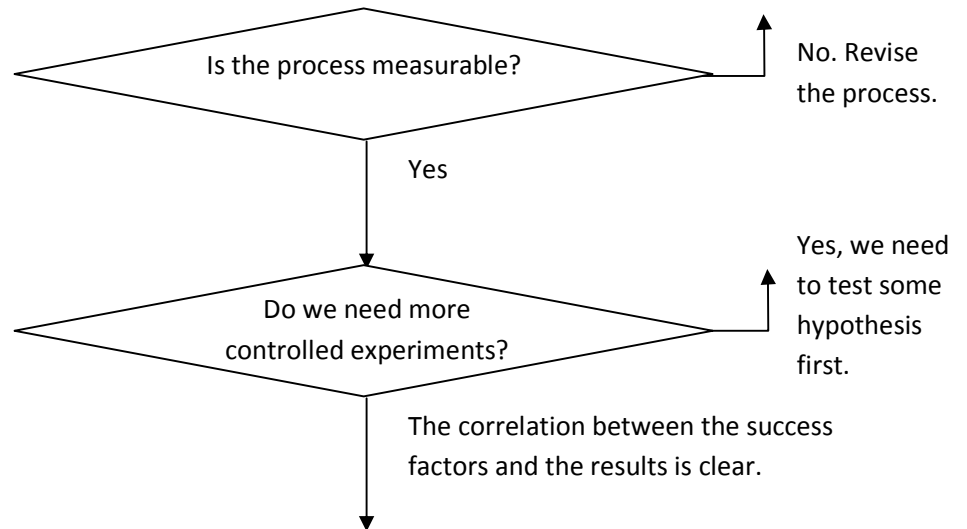 Is the process measurable?
No. Revise
the process.
Yes
Do we need more
controlled experiments?
Yes, we need
to test some
hypothesis
first.
The correlation between the success
factors and the results is clear.